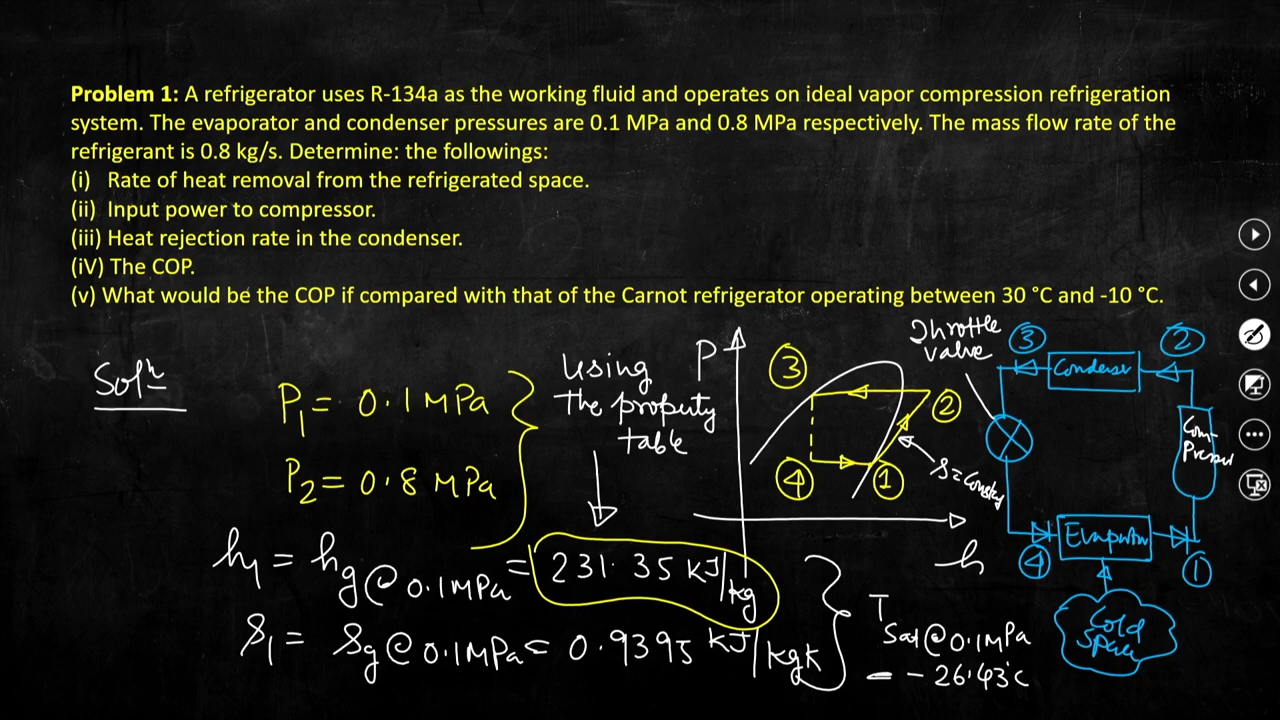 Problem 1: A refrigerator uses R-134a as the working fluid and operates on ideal vapor compression refrigeration
system. The evaporator and condenser pressures are 0.1 MPa and 0.8 MPa respectively. The mass flow rate of the
refrigerant is 0.8 kg/s. Determine: the followings:
(i) Rate of heat removal from the refrigerated space.
(ii) Input power to compressor.
(iii) Heat rejection rate in the condenser.
(iV) The COP.
(v) What would be the COP if compared with that of the Carnot refrigerator operating between 30 °C and -10 °C.
Solⁿ
P₁ = 0.1 MPa
P₂ = 0.8 MPa
Using
the property
table
h₁ = hg@0.1MPa = 231.35 kJ/kg
s₁ = sg@0.1MPa = 0.9395 kJ/kgK
Tsat@0.1MPa
= -26.43°C
P
3
2
4
1
h
Throttle
valve
3
Condenser
2
Evaporator
4
1
Cold
space